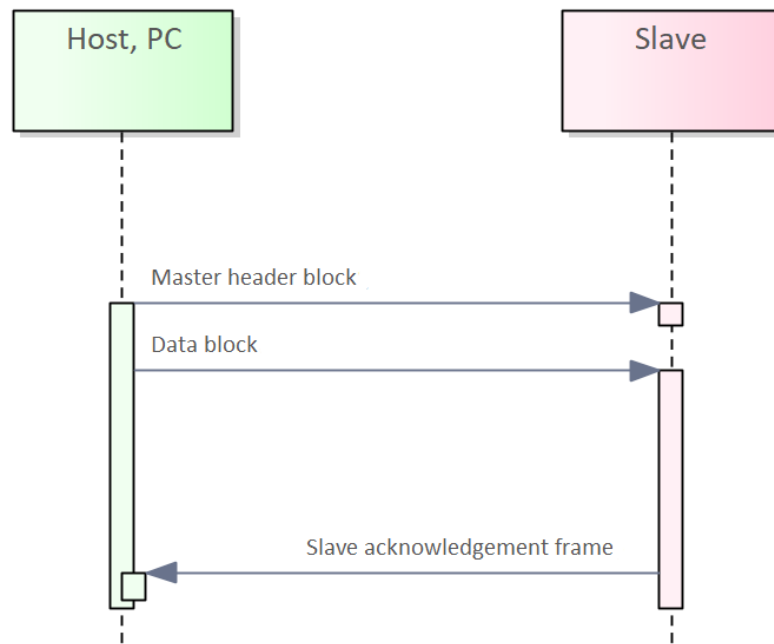 Host, PC
Slave
Master header block
Data block
Slave acknowledgement frame